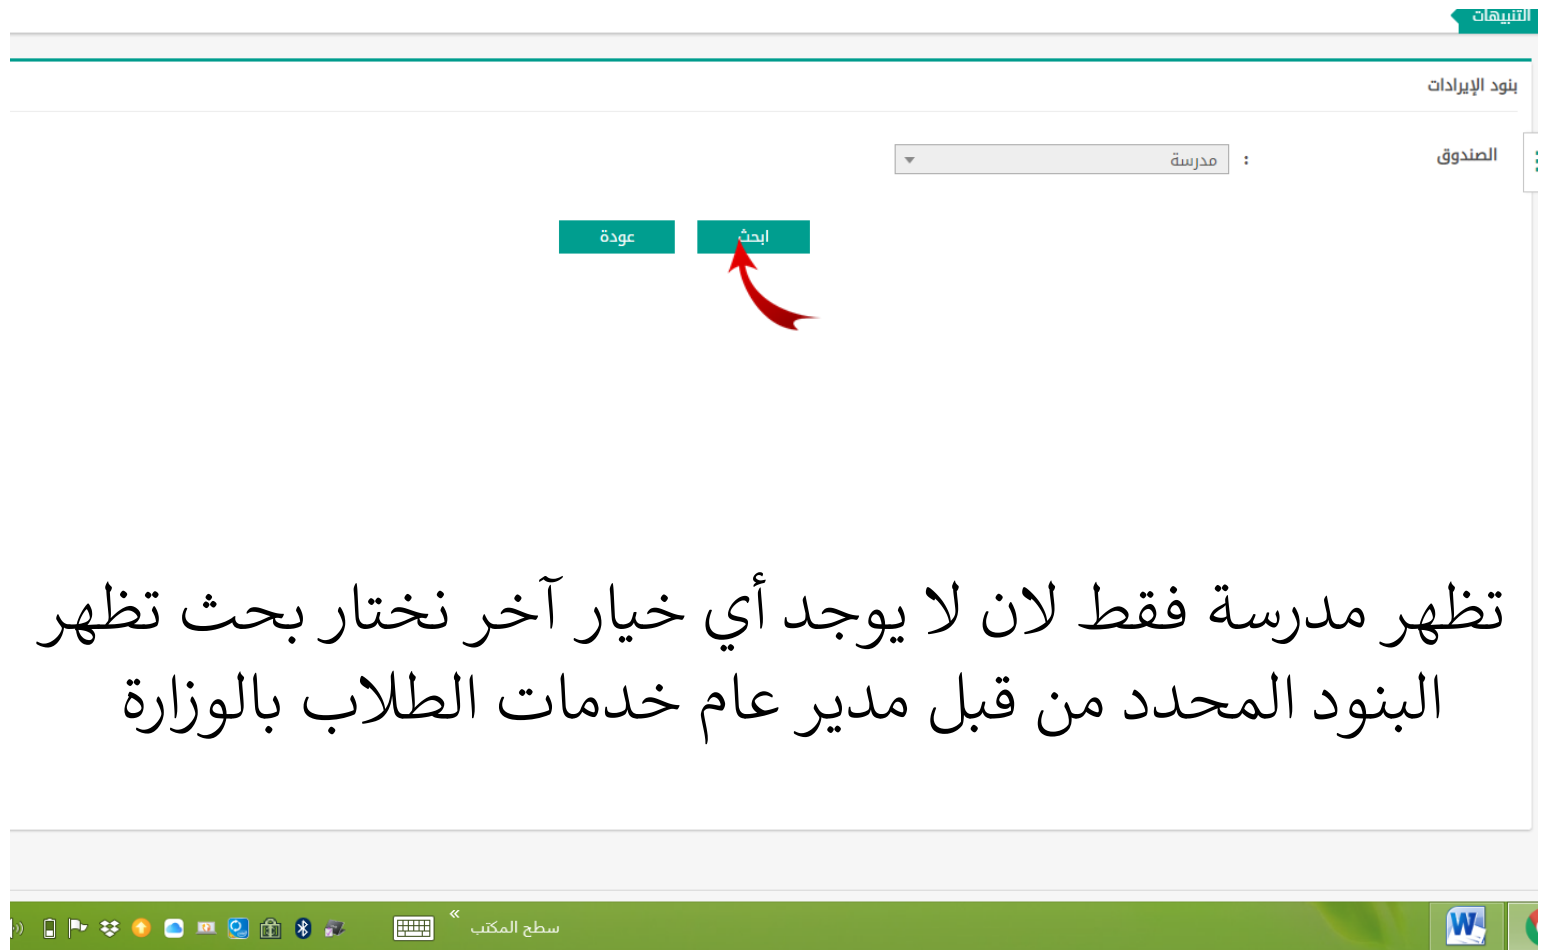 التنبيهات
بنود الإيرادات
الصندوق : مدرسة
ابحث عودة
تظهر مدرسة فقط لان لا يوجد أي خيار آخر نختار بحث تظهر
البنود المحدد من قبل مدير عام خدمات الطلاب بالوزارة
سطح المكتب »